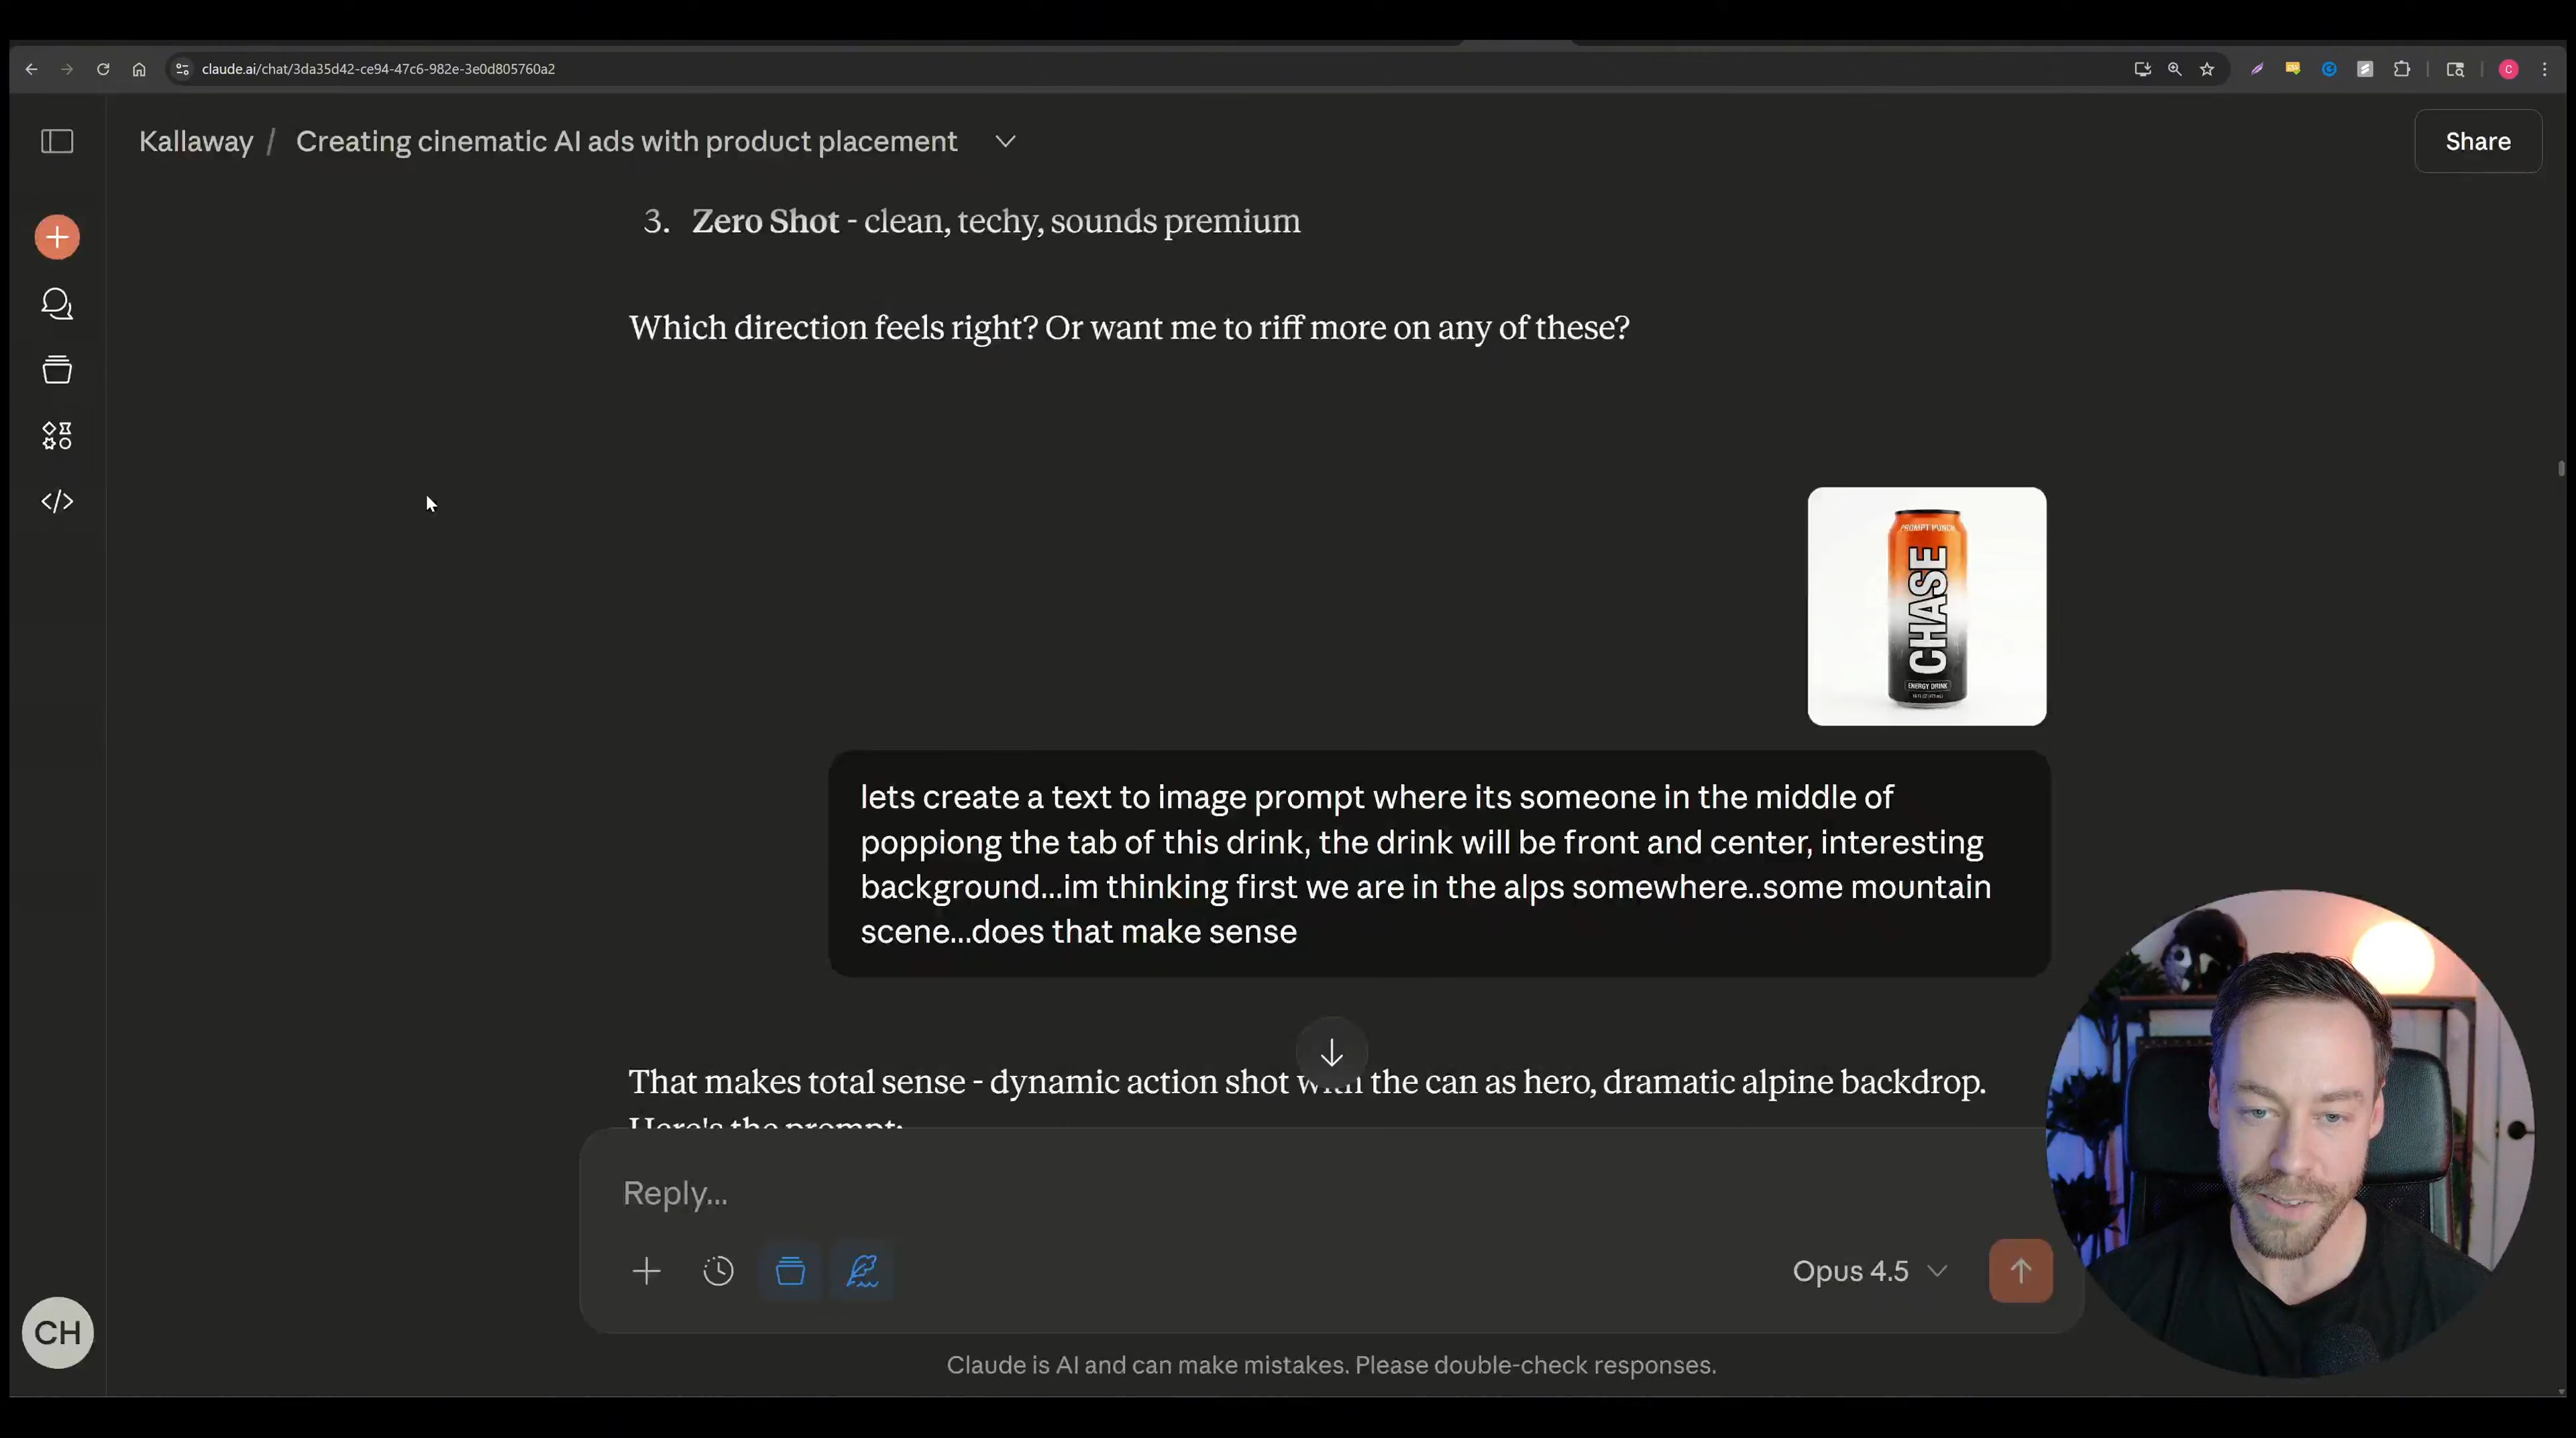 claude.ai/chat/3da35d42-ce94-47c6-982e-3e0d805760a2
C
Kallaway / Creating cinematic AI ads with product placement
Share
3. Zero Shot - clean, techy, sounds premium
Which direction feels right? Or want me to riff more on any of these?
PROMPT PUNCH
CHASE
ENERGY DRINK
lets create a text to image prompt where its someone in the middle of
poppiong the tab of this drink, the drink will be front and center, interesting
background...im thinking first we are in the alps somewhere..some mountain
scene...does that make sense
That makes total sense - dynamic action shot with the can as hero, dramatic alpine backdrop.
Here's the prompt:
Reply...
Opus 4.5
CH
Claude is AI and can make mistakes. Please double-check responses.